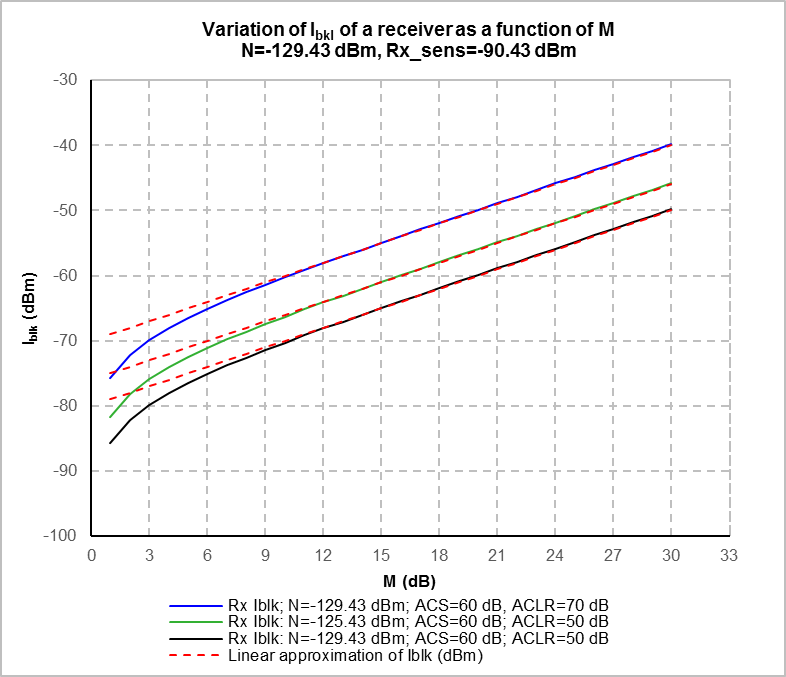 Variation of Ibkl of a receiver as a function of M
N=-129.43 dBm, Rx_sens=-90.43 dBm
-30
-40
-50
-60
-70
-80
-90
-100
Iblk (dBm)
0 3 6 9 12 15 18 21 24 27 30 33
M (dB)
Rx Iblk; N=-129.43 dBm; ACS=60 dB, ACLR=70 dB
Rx Iblk: N=-125.43 dBm; ACS=60 dB; ACLR=50 dB
Rx Iblk: N=-129.43 dBm; ACS=60 dB; ACLR=50 dB
Linear approximation of Iblk (dBm)